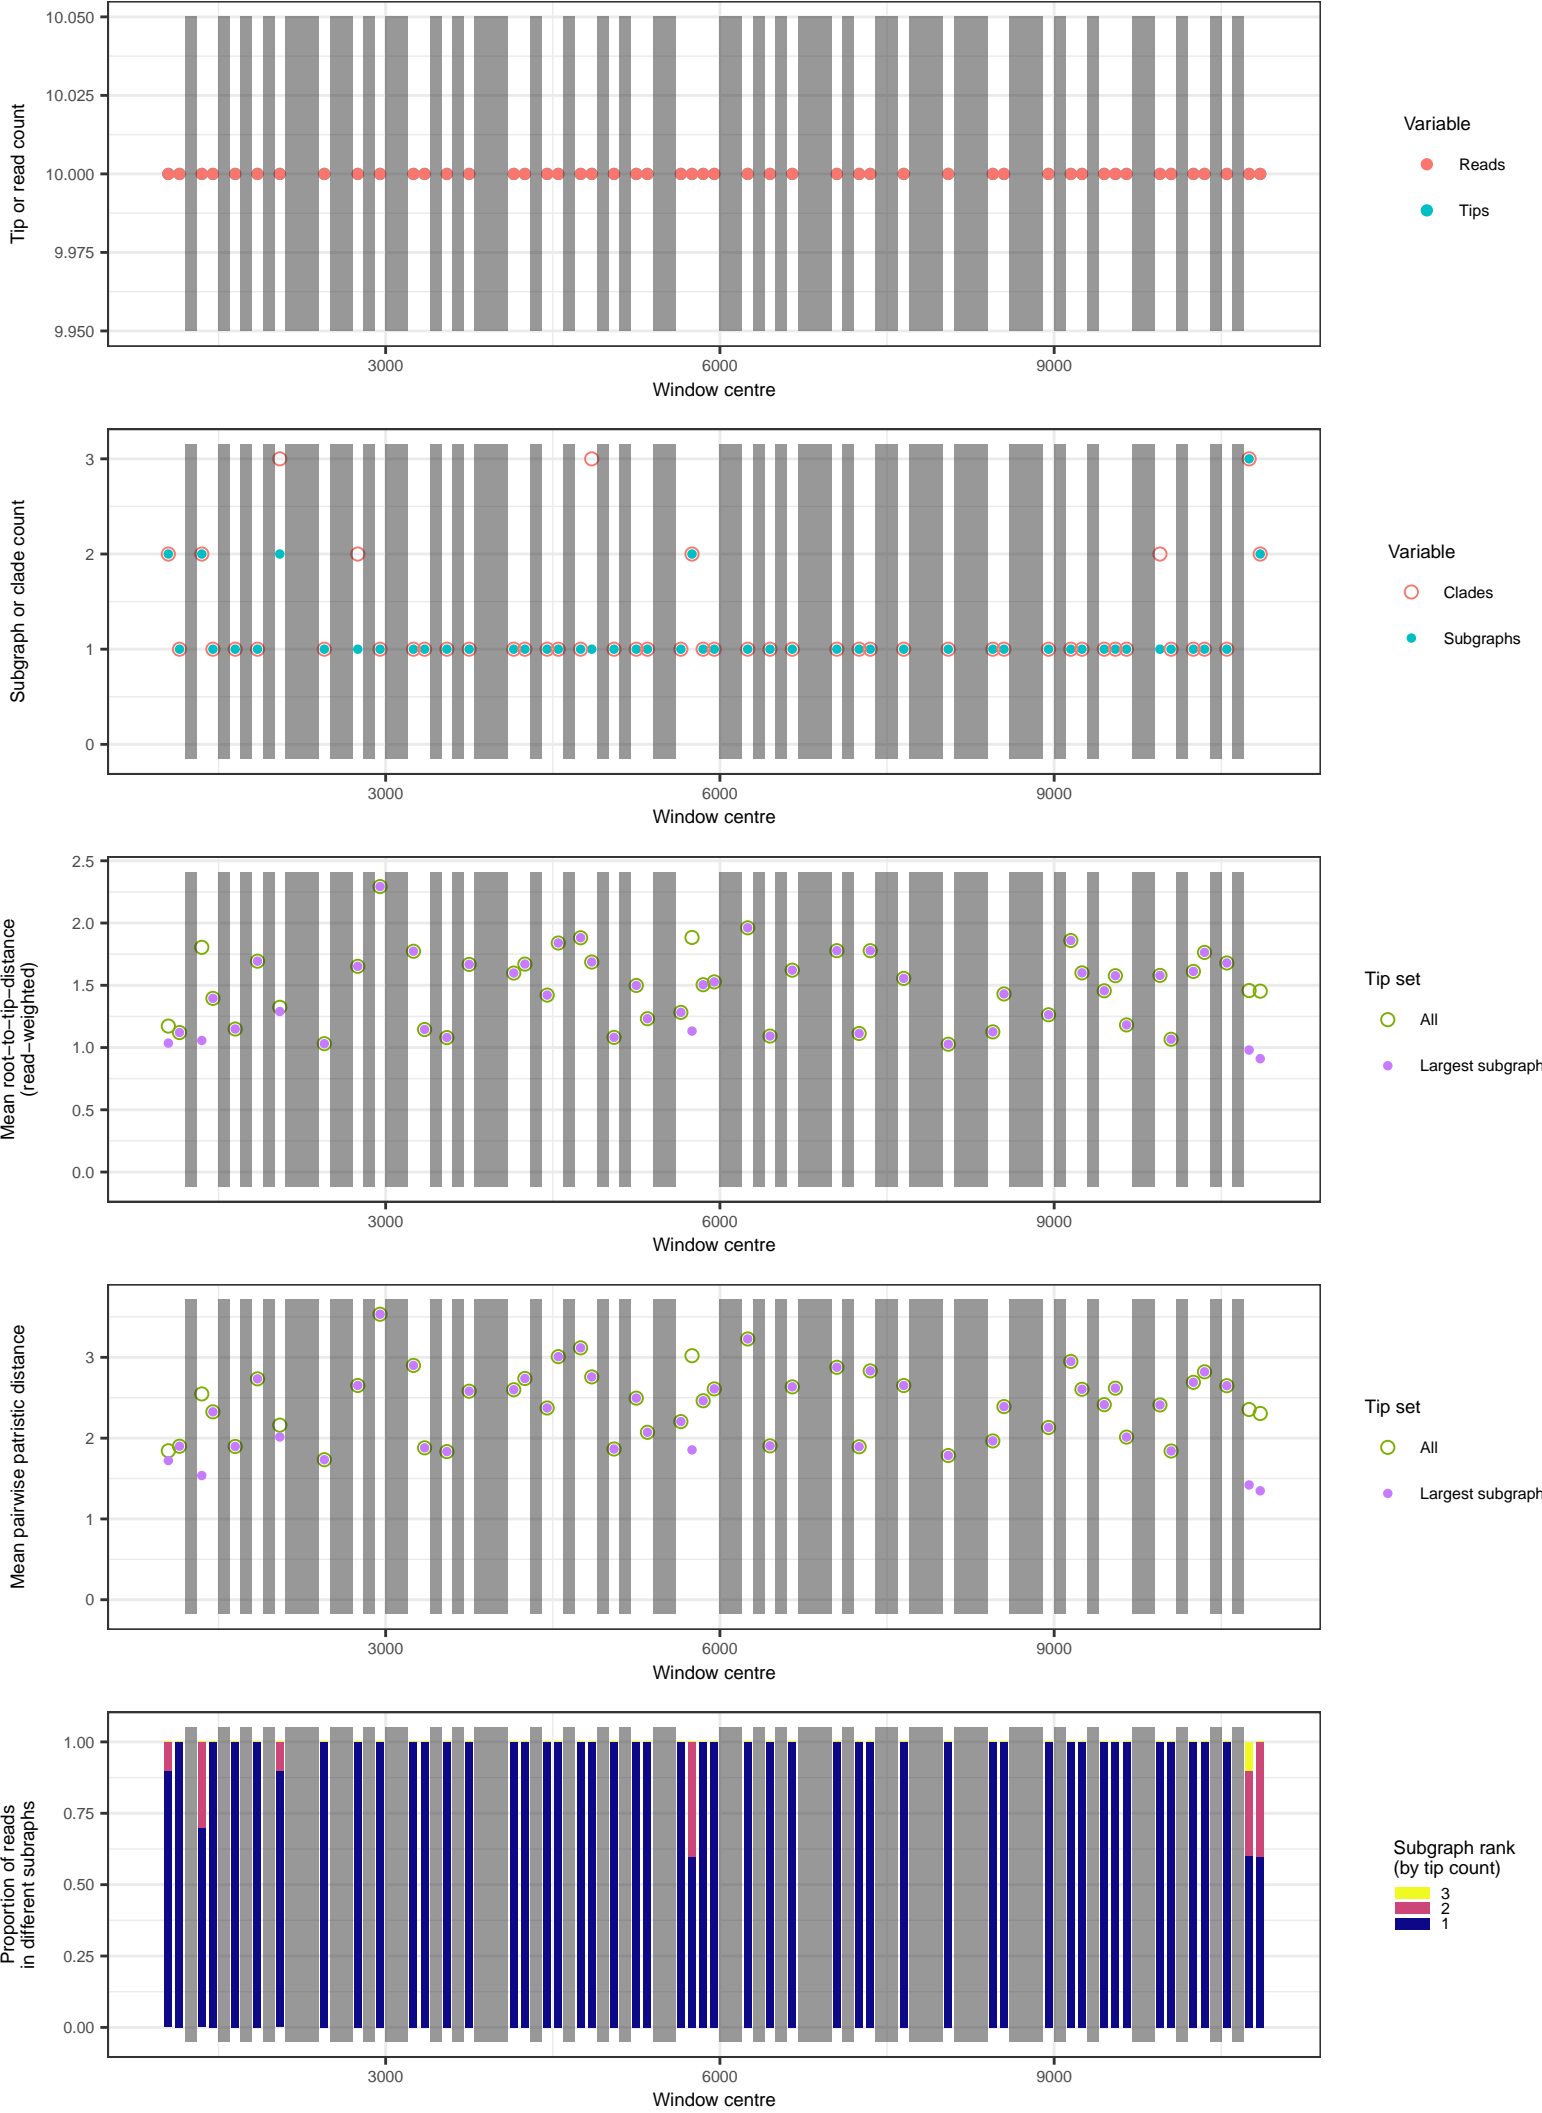 10.050
10.025
10.000
9.975
9.950
Tip or read count
3000 6000 9000
Window centre
Variable
Reads
Tips
3
2
1
0
Subgraph or clade count
3000 6000 9000
Window centre
Variable
Clades
Subgraphs
2.5
2.0
1.5
1.0
0.5
0.0
Mean root−to−tip−distance
(read−weighted)
3000 6000 9000
Window centre
Tip set
All
Largest subgraph
3
2
1
0
Mean pairwise patristic distance
3000 6000 9000
Window centre
Tip set
All
Largest subgraph
1.00
0.75
0.50
0.25
0.00
Proportion of reads
in different subraphs
3000 6000 9000
Window centre
Subgraph rank
(by tip count)
3
2
1